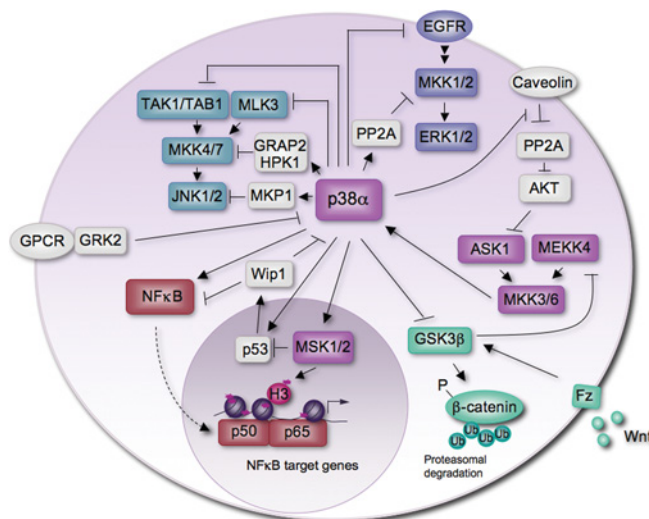 EGFR
TAK1/TAB1 MLK3
MKK1/2
Caveolin
MKK4/7
GRAP2
HPK1
PP2A
ERK1/2
PP2A
JNK1/2
MKP1
p38α
AKT
GPCR GRK2
ASK1 MEKK4
NFκB
Wip1
MKK3/6
p53
MSK1/2
GSK3β
H3
P
β-catenin
Fz
p50 p65
Ub Ub Ub Ub
Wnt
NFκB target genes
Proteasomal
degradation